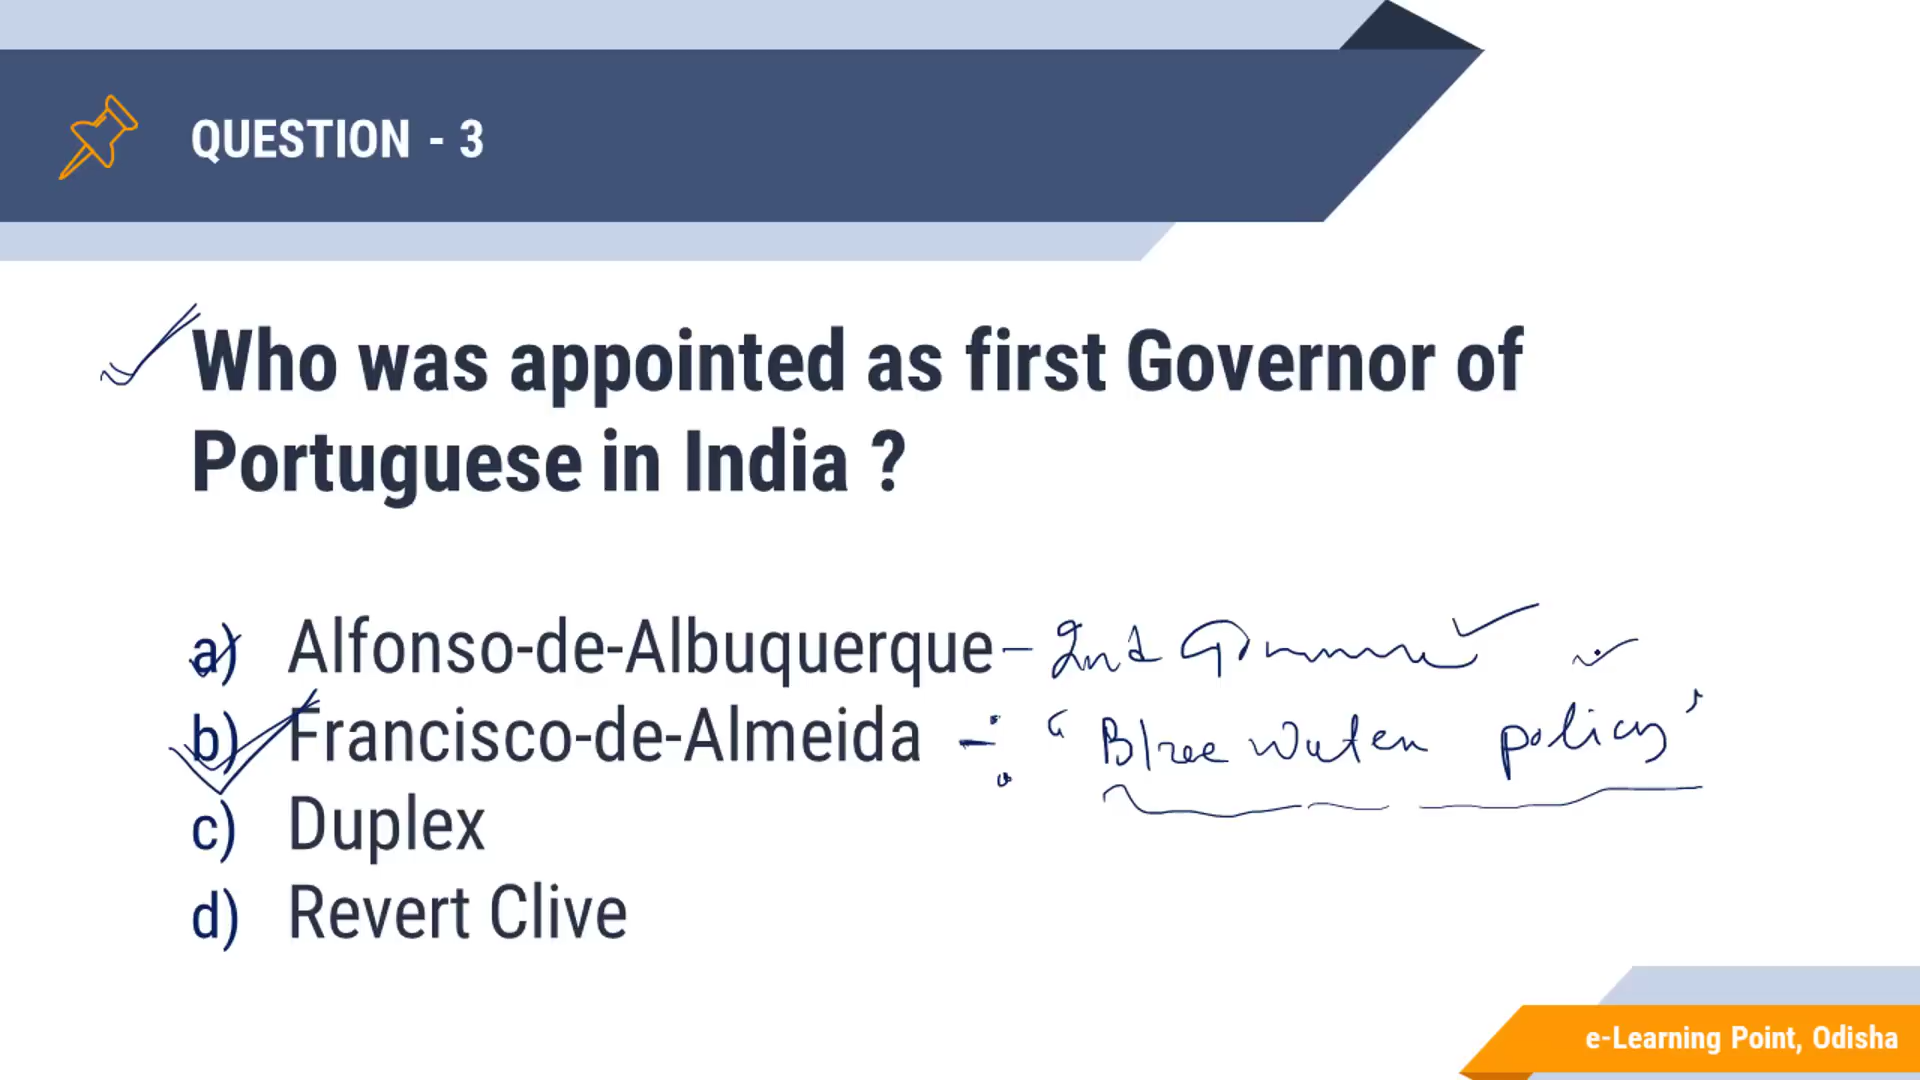 QUESTION - 3
Who was appointed as first Governor of
Portuguese in India ?
a) Alfonso-de-Albuquerque - 2nd
b) Francisco-de-Almeida - : " Blue Water policy"
c) Duplex
d) Revert Clive
e-Learning Point, Odisha